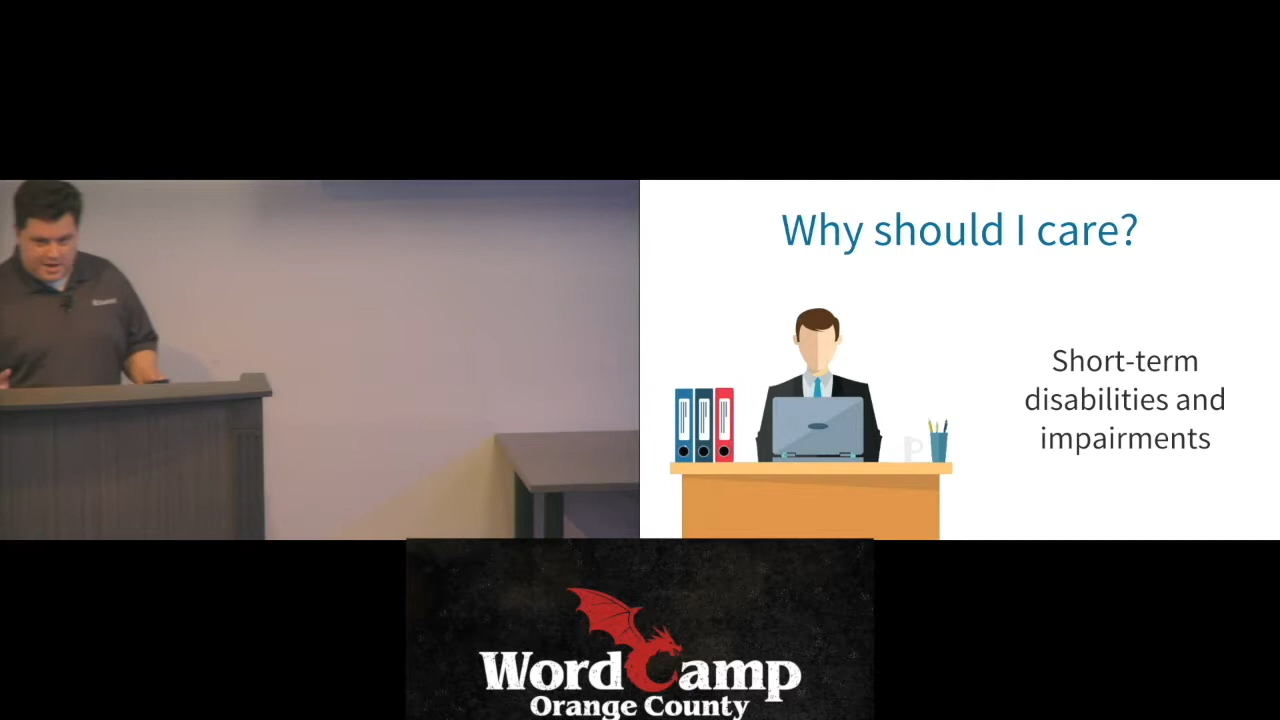 Why should I care?
Short-term
disabilities and
impairments
WordCamp
Orange County